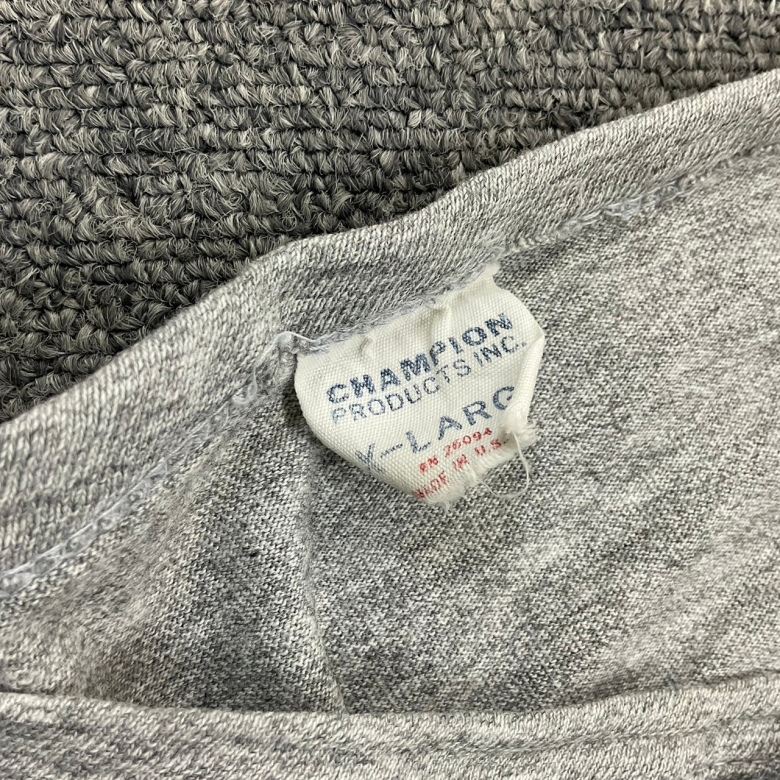 CHAMPION
PRODUCTS INC.
X-LARG
RN 26094
MADE IN U.S.